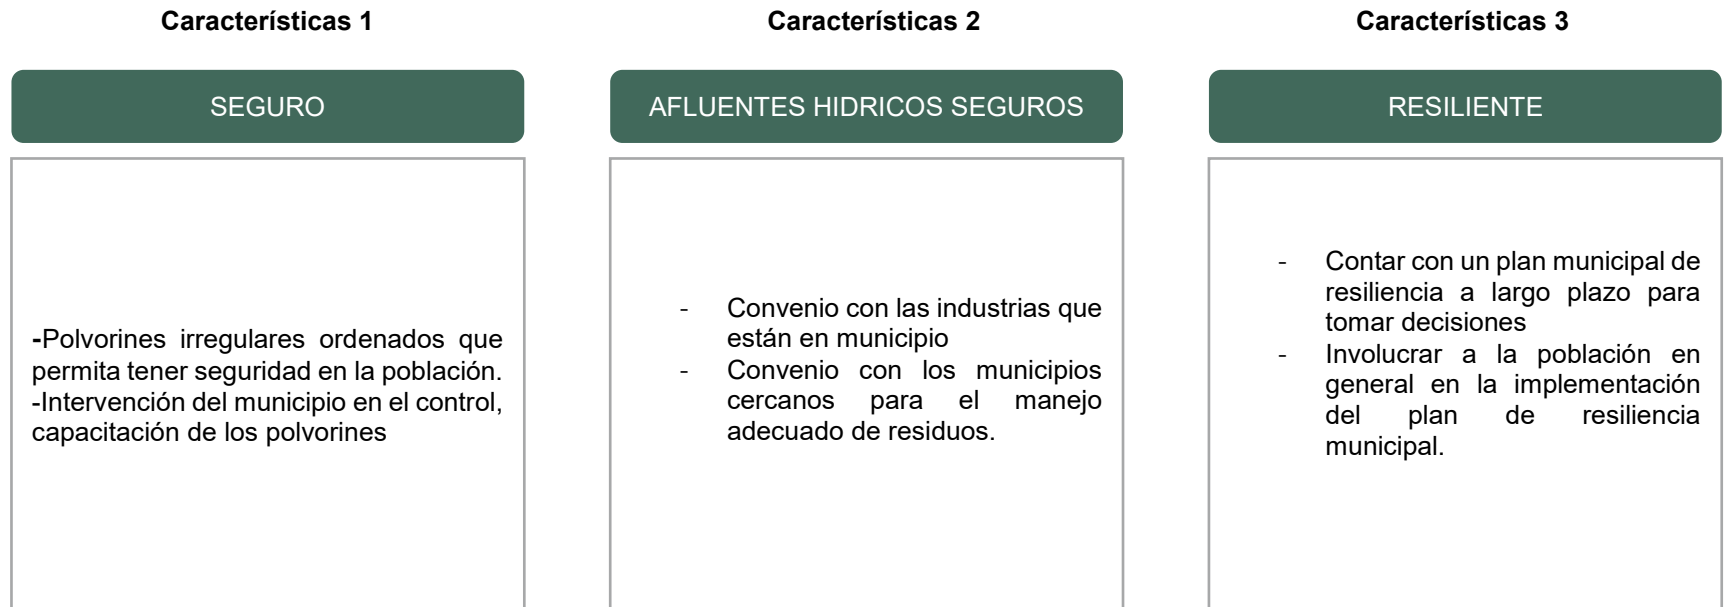 Características 1
SEGURO
-Polvorines irregulares ordenados que
permita tener seguridad en la población.
-Intervención del municipio en el control,
capacitación de los polvorines
Características 2
AFLUENTES HIDRICOS SEGUROS
- Convenio con las industrias que
están en municipio
- Convenio con los municipios
cercanos para el manejo
adecuado de residuos.
Características 3
RESILIENTE
- Contar con un plan municipal de
resiliencia a largo plazo para
tomar decisiones
- Involucrar a la población en
general en la implementación
del plan de resiliencia
municipal.